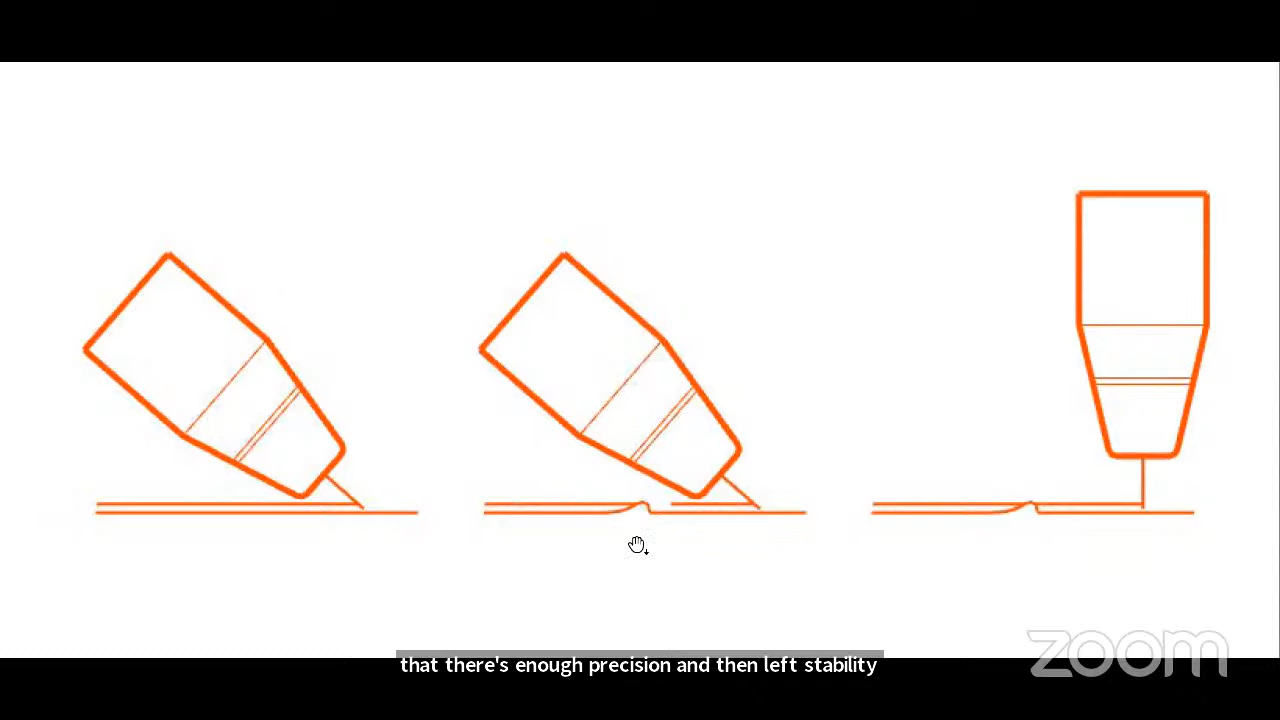 zoom
that there's enough precision and then left stability